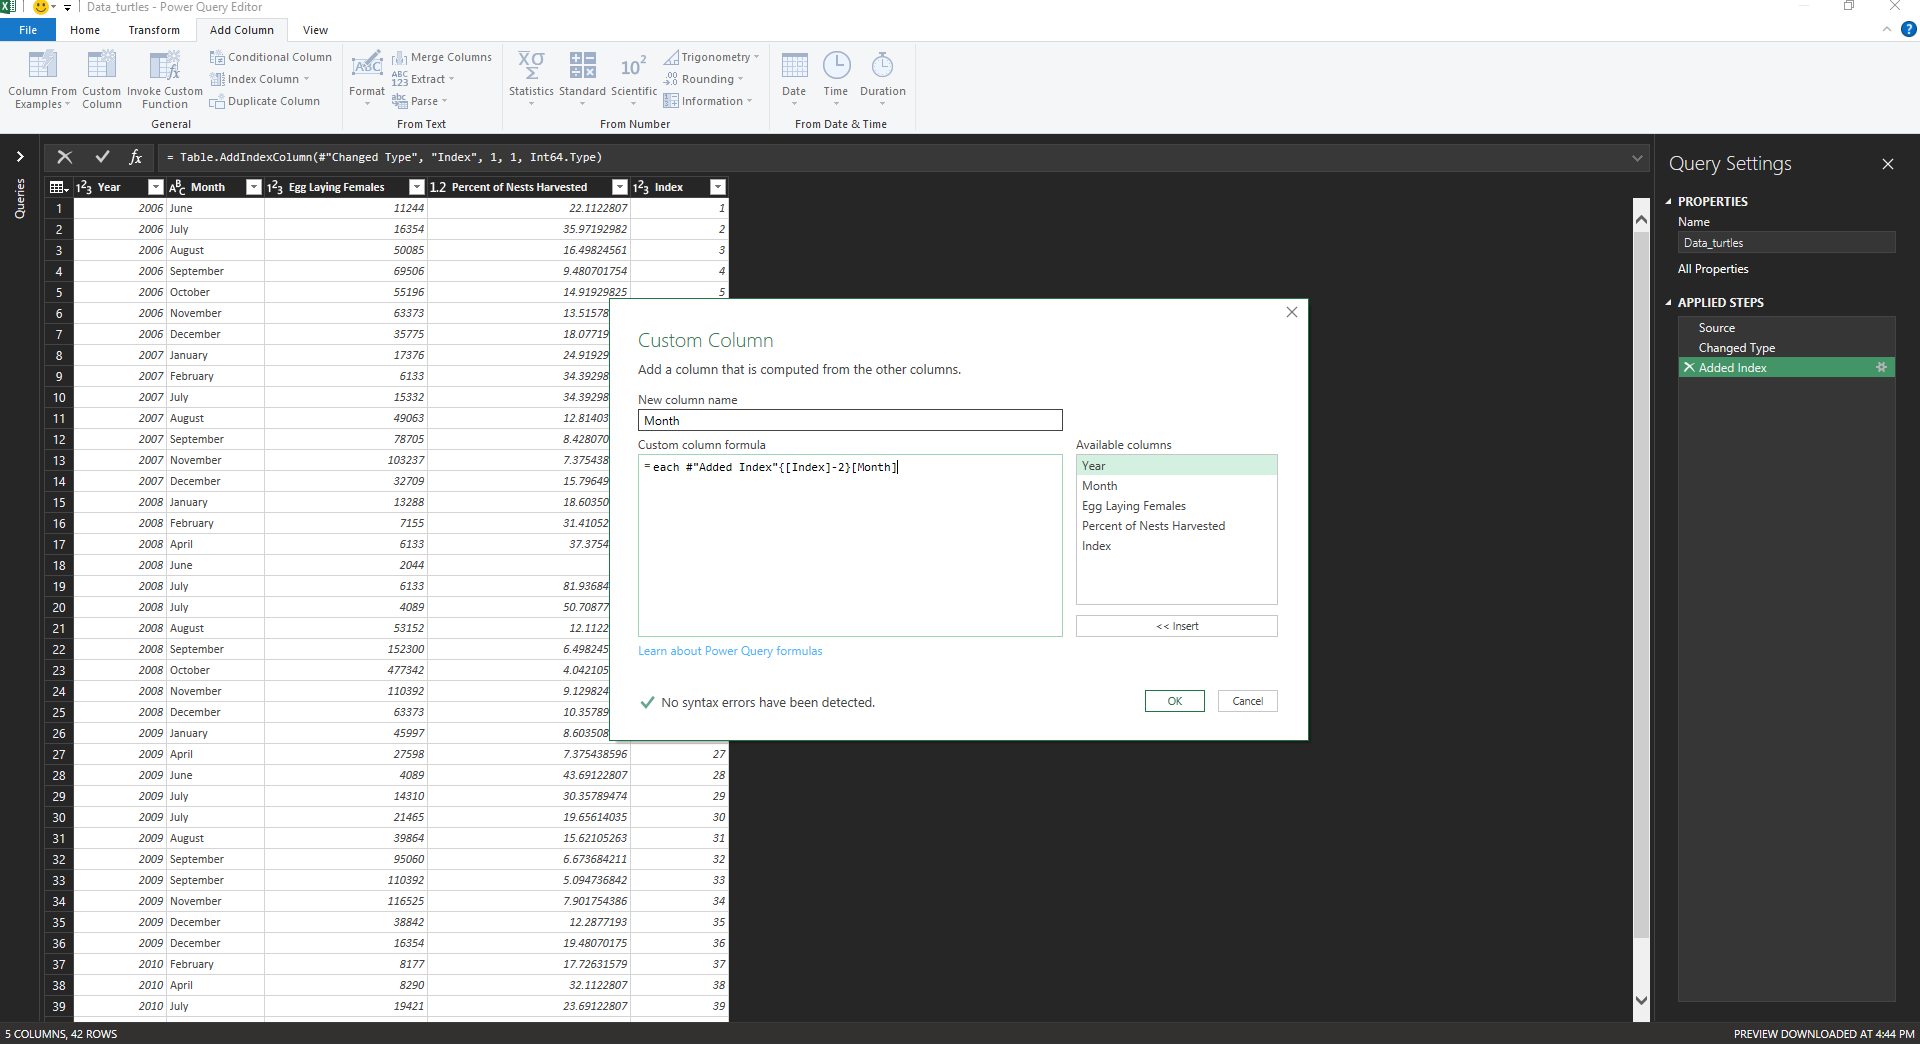 Data_turtles - Power Query Editor
File Home Transform Add Column View
Column From Examples
Custom Column
Invoke Custom Function
Conditional Column
Index Column
Duplicate Column
General
Format
Merge Columns
Extract
Parse
From Text
Statistics
Standard
Scientific
Trigonometry
Rounding
Information
From Number
Date
Time
Duration
From Date & Time
Queries
= Table.AddIndexColumn(#"Changed Type", "Index", 1, 1, Int64.Type)
Year Month Egg Laying Females Percent of Nests Harvested Index
1 2006 June 11244 22.1122807 1
2 2006 July 16354 35.97192982 2
3 2006 August 50085 16.49824561 3
4 2006 September 69506 9.480701754 4
5 2006 October 55196 14.91929825 5
6 2006 November 63373 13.51578
7 2006 December 35775 18.07719
8 2007 January 17376 24.91929
9 2007 February 6133 34.39298
10 2007 July 15332 34.39298
11 2007 August 49063 12.81403
12 2007 September 78705 8.428070
13 2007 November 103237 7.375438
14 2007 December 32709 15.79649
15 2008 January 13288 18.60350
16 2008 February 7155 31.41052
17 2008 April 6133 37.3754
18 2008 June 2044
19 2008 July 6133 81.93684
20 2008 July 4089 50.70877
21 2008 August 53152 12.1122
22 2008 September 152300 6.498245
23 2008 October 477342 4.042105
24 2008 November 110392 9.129824
25 2008 December 63373 10.35789
26 2009 January 45997 8.603508
27 2009 April 27598 7.375438596 27
28 2009 June 4089 43.69122807 28
29 2009 July 14310 30.35789474 29
30 2009 July 21465 19.65614035 30
31 2009 August 39864 15.62105263 31
32 2009 September 95060 6.673684211 32
33 2009 September 110392 5.094736842 33
34 2009 November 116525 7.901754386 34
35 2009 December 38842 12.2877193 35
36 2009 December 16354 19.48070175 36
37 2010 February 8177 17.72631579 37
38 2010 April 8290 32.1122807 38
39 2010 July 19421 23.69122807 39
Custom Column
Add a column that is computed from the other columns.
New column name
Month
Custom column formula
=each #"Added Index"{[Index]-2}[Month]
Available columns
Year
Month
Egg Laying Females
Percent of Nests Harvested
Index
<< Insert
Learn about Power Query formulas
No syntax errors have been detected.
OK Cancel
Query Settings
PROPERTIES
Name
Data_turtles
All Properties
APPLIED STEPS
Source
Changed Type
Added Index
5 COLUMNS, 42 ROWS
PREVIEW DOWNLOADED AT 4:44 PM